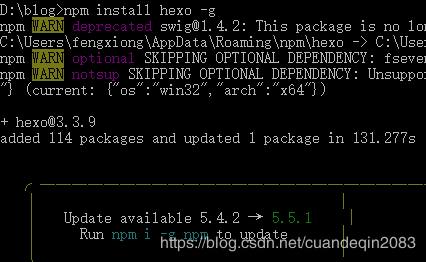 D:\blog>npm install hexo -g
npm WARN deprecated swig@1.4.2: This package is no lon
C:\Users\fengxiong\AppData\Roaming\npm\hexo -> C:\Use
npm WARN optional SKIPPING OPTIONAL DEPENDENCY: fseve
npm WARN notsup SKIPPING OPTIONAL DEPENDENCY: Unsuppo
"} (current: {"os":"win32","arch":"x64"})
+ hexo@3.3.9
added 114 packages and updated 1 package in 131.277s
Update available 5.4.2 → 5.5.1
Run npm i -g npm to update
https://blog.csdn.net/cuandeqin2083